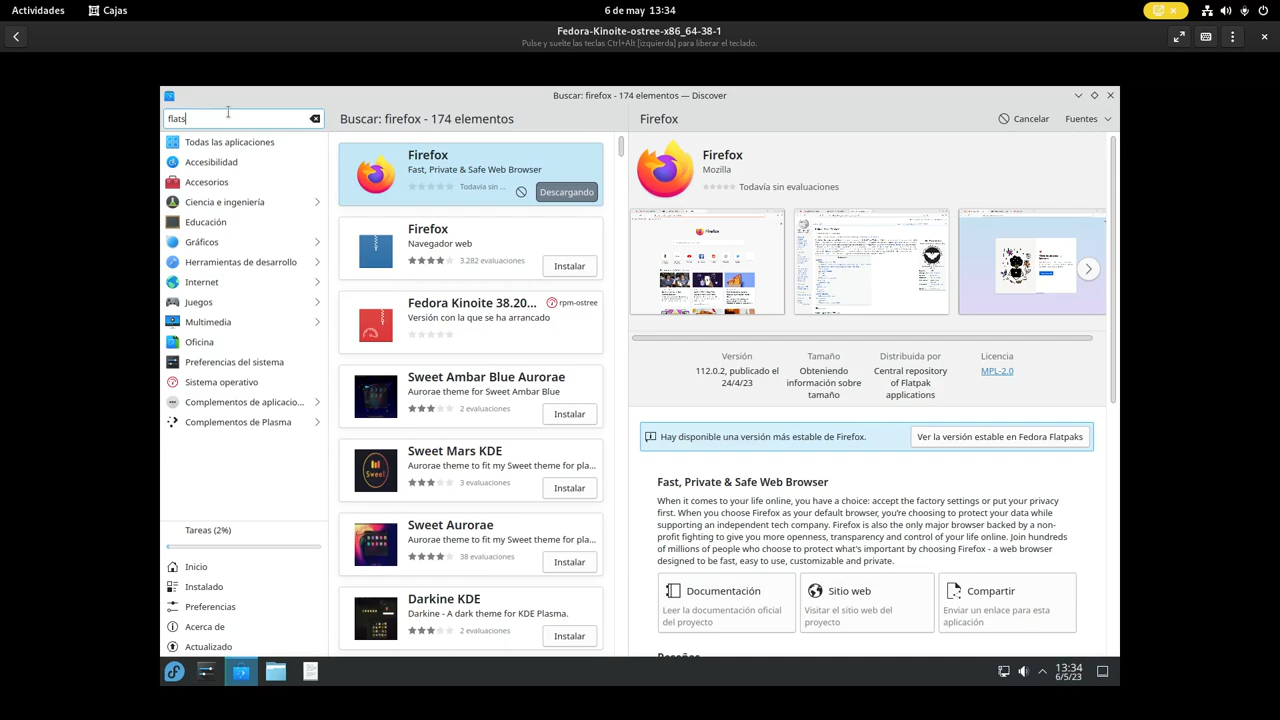 Actividades
Cajas
6 de may 13:34
Fedora-Kinoite-ostree-x86_64-38-1
Pulse y suelte las teclas Ctrl+Alt [izquierda] para liberar el teclado.
Buscar: firefox - 174 elementos — Discover
flats
Buscar: firefox - 174 elementos
Firefox
Cancelar
Fuentes
Todas las aplicaciones
Accesibilidad
Accesorios
Ciencia e ingeniería
Educación
Gráficos
Herramientas de desarrollo
Internet
Juegos
Multimedia
Oficina
Preferencias del sistema
Sistema operativo
Complementos de aplicacio...
Complementos de Plasma
Tareas (2%)
Inicio
Instalado
Preferencias
Acerca de
Actualizado
Firefox
Fast, Private & Safe Web Browser
Todavía sin ...
Descargando
Firefox
Navegador web
3.282 evaluaciones
Instalar
Fedora Kinoite 38.20...
rpm-ostree
Versión con la que se ha arrancado
Sweet Ambar Blue Aurorae
Aurorae theme for Sweet Ambar Blue
2 evaluaciones
Instalar
Sweet Mars KDE
Aurorae theme to fit my Sweet theme for pla...
3 evaluaciones
Instalar
Sweet Aurorae
Aurorae theme to fit my Sweet theme for pla...
38 evaluaciones
Instalar
Darkine KDE
Darkine - A dark theme for KDE Plasma.
2 evaluaciones
Instalar
Firefox
Mozilla
Todavía sin evaluaciones
Versión
112.0.2, publicado el
24/4/23
Tamaño
Obteniendo
información sobre
tamaño
Distribuida por
Central repository
of Flatpak
applications
Licencia
MPL-2.0
Hay disponible una versión más estable de Firefox.
Ver la versión estable en Fedora Flatpaks
Fast, Private & Safe Web Browser
When it comes to your life online, you have a choice: accept the factory settings or put your privacy
first. When you choose Firefox as your default browser, you're choosing to protect your data while
supporting an independent tech company. Firefox is also the only major browser backed by a non-
profit fighting to give you more openness, transparency and control of your life online. Join hundreds
of millions of people who choose to protect what's important by choosing Firefox - a web browser
designed to be fast, easy to use, customizable and private.
Documentación
Leer la documentación oficial
del proyecto
Sitio web
Visitar el sitio web del
proyecto
Compartir
Enviar un enlace para esta
aplicación
13:34
6/5/23